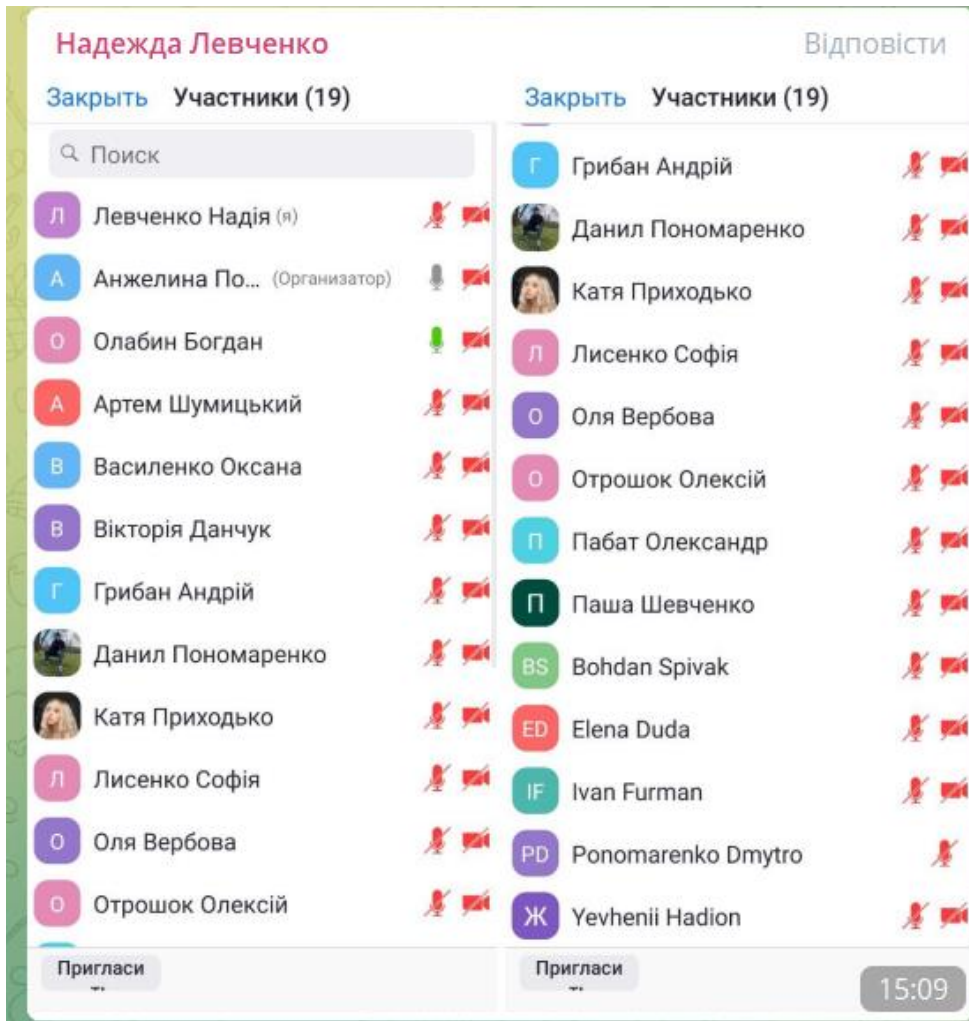 Надежда Левченко
Відповісти
Закрыть Участники (19)
Поиск
Л Левченко Надія (я)
А Анжелина По... (Организатор)
О Олабин Богдан
А Артем Шумицький
В Василенко Оксана
В Вікторія Данчук
Г Грибан Андрій
Данил Пономаренко
Катя Приходько
Л Лисенко Софія
О Оля Вербова
О Отрошок Олексій
Пригласи
Закрыть Участники (19)
Г Грибан Андрій
Данил Пономаренко
Катя Приходько
Л Лисенко Софія
О Оля Вербова
О Отрошок Олексій
П Пабат Олександр
П Паша Шевченко
BS Bohdan Spivak
ED Elena Duda
IF Ivan Furman
PD Ponomarenko Dmytro
Ж Yevhenii Hadion
Пригласи
15:09